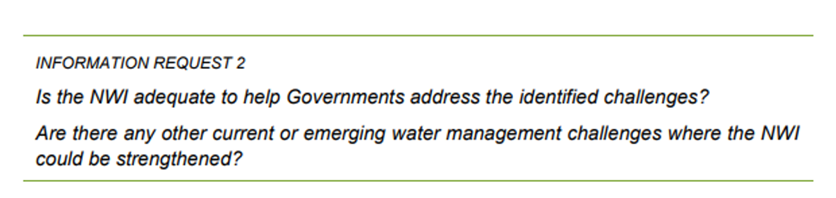 INFORMATION REQUEST 2
Is the NWI adequate to help Governments address the identified challenges?
Are there any other current or emerging water management challenges where the NWI
could be strengthened?